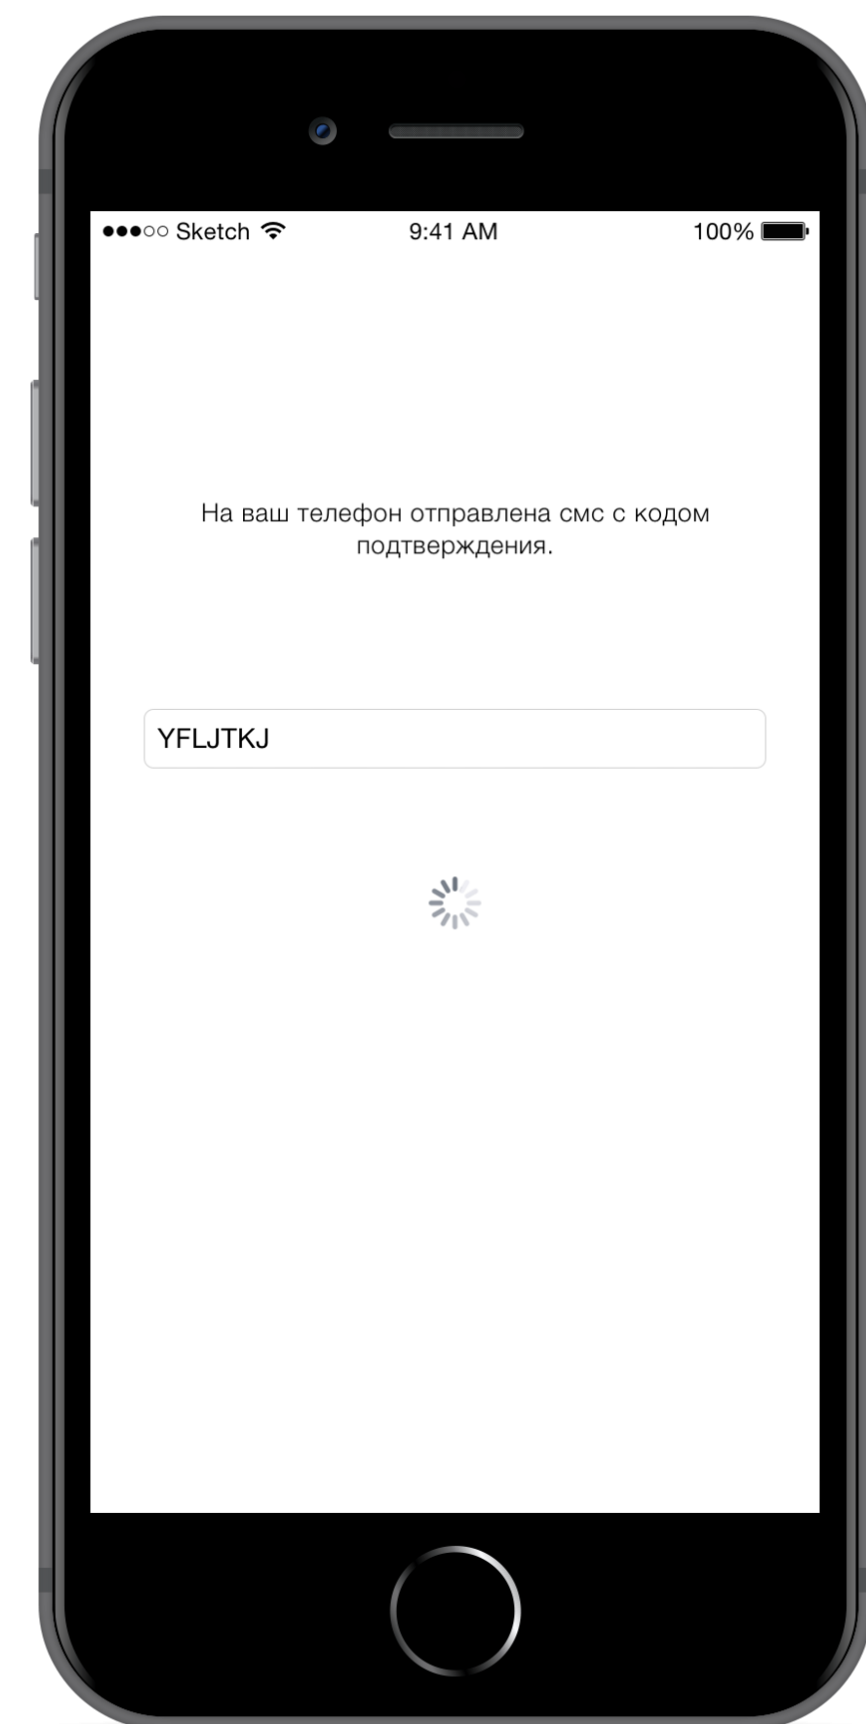 ●●●○○ Sketch 9:41 AM 100%
На ваш телефон отправлена смс с кодом
подтверждения.
YFLJTKJ